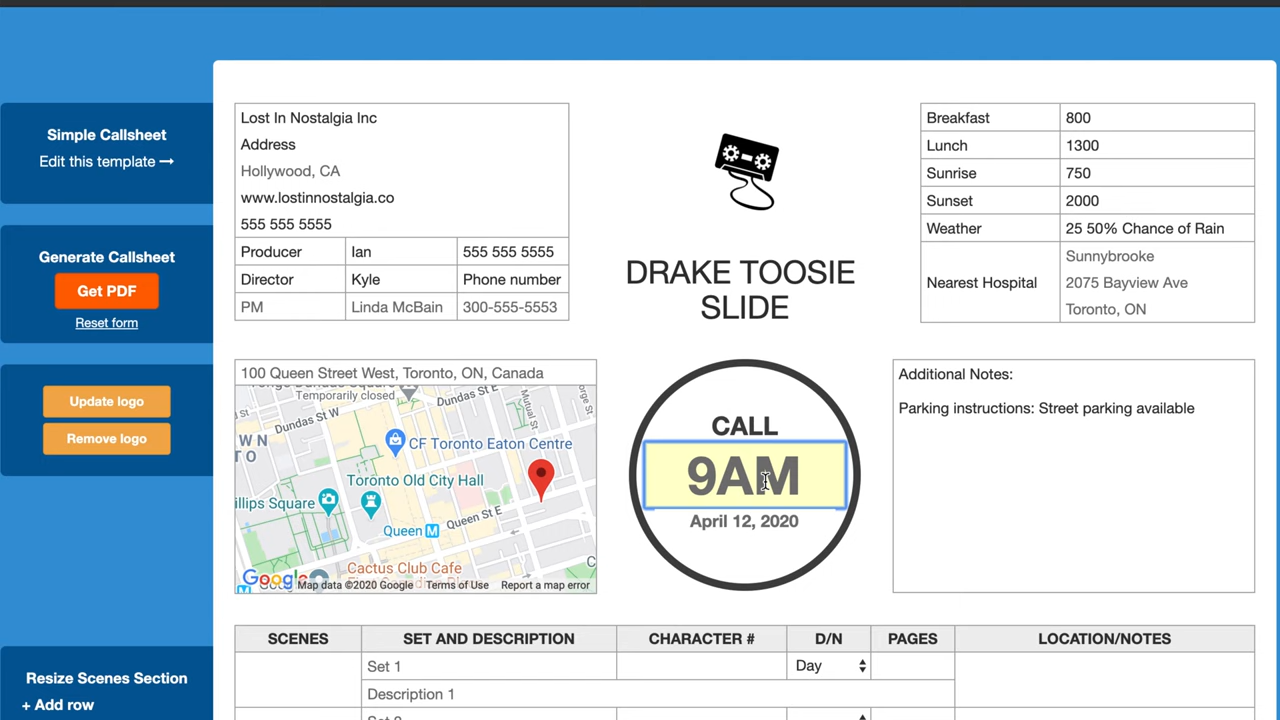 Simple Callsheet
Edit this template →
Generate Callsheet
Get PDF
Reset form
Update logo
Remove logo
Resize Scenes Section
+ Add row
Lost In Nostalgia Inc
Address
Hollywood, CA
www.lostinnostalgia.co
555 555 5555
Producer Ian 555 555 5555
Director Kyle Phone number
PM Linda McBain 300-555-5553
DRAKE TOOSIE
SLIDE
Breakfast 800
Lunch 1300
Sunrise 750
Sunset 2000
Weather 25 50% Chance of Rain
Nearest Hospital
Sunnybrooke
2075 Bayview Ave
Toronto, ON
100 Queen Street West, Toronto, ON, Canada
Temporarily closed
Dundas St E
Dundas St W
Mutual St
CF Toronto Eaton Centre
Toronto Old City Hall
illips Square
Queen St E
Queen M
Cactus Club Cafe
Google
Map data ©2020 Google Terms of Use Report a map error
CALL
9AM
April 12, 2020
Additional Notes:
Parking instructions: Street parking available
SCENES SET AND DESCRIPTION CHARACTER # D/N PAGES LOCATION/NOTES
Set 1 Day
Description 1